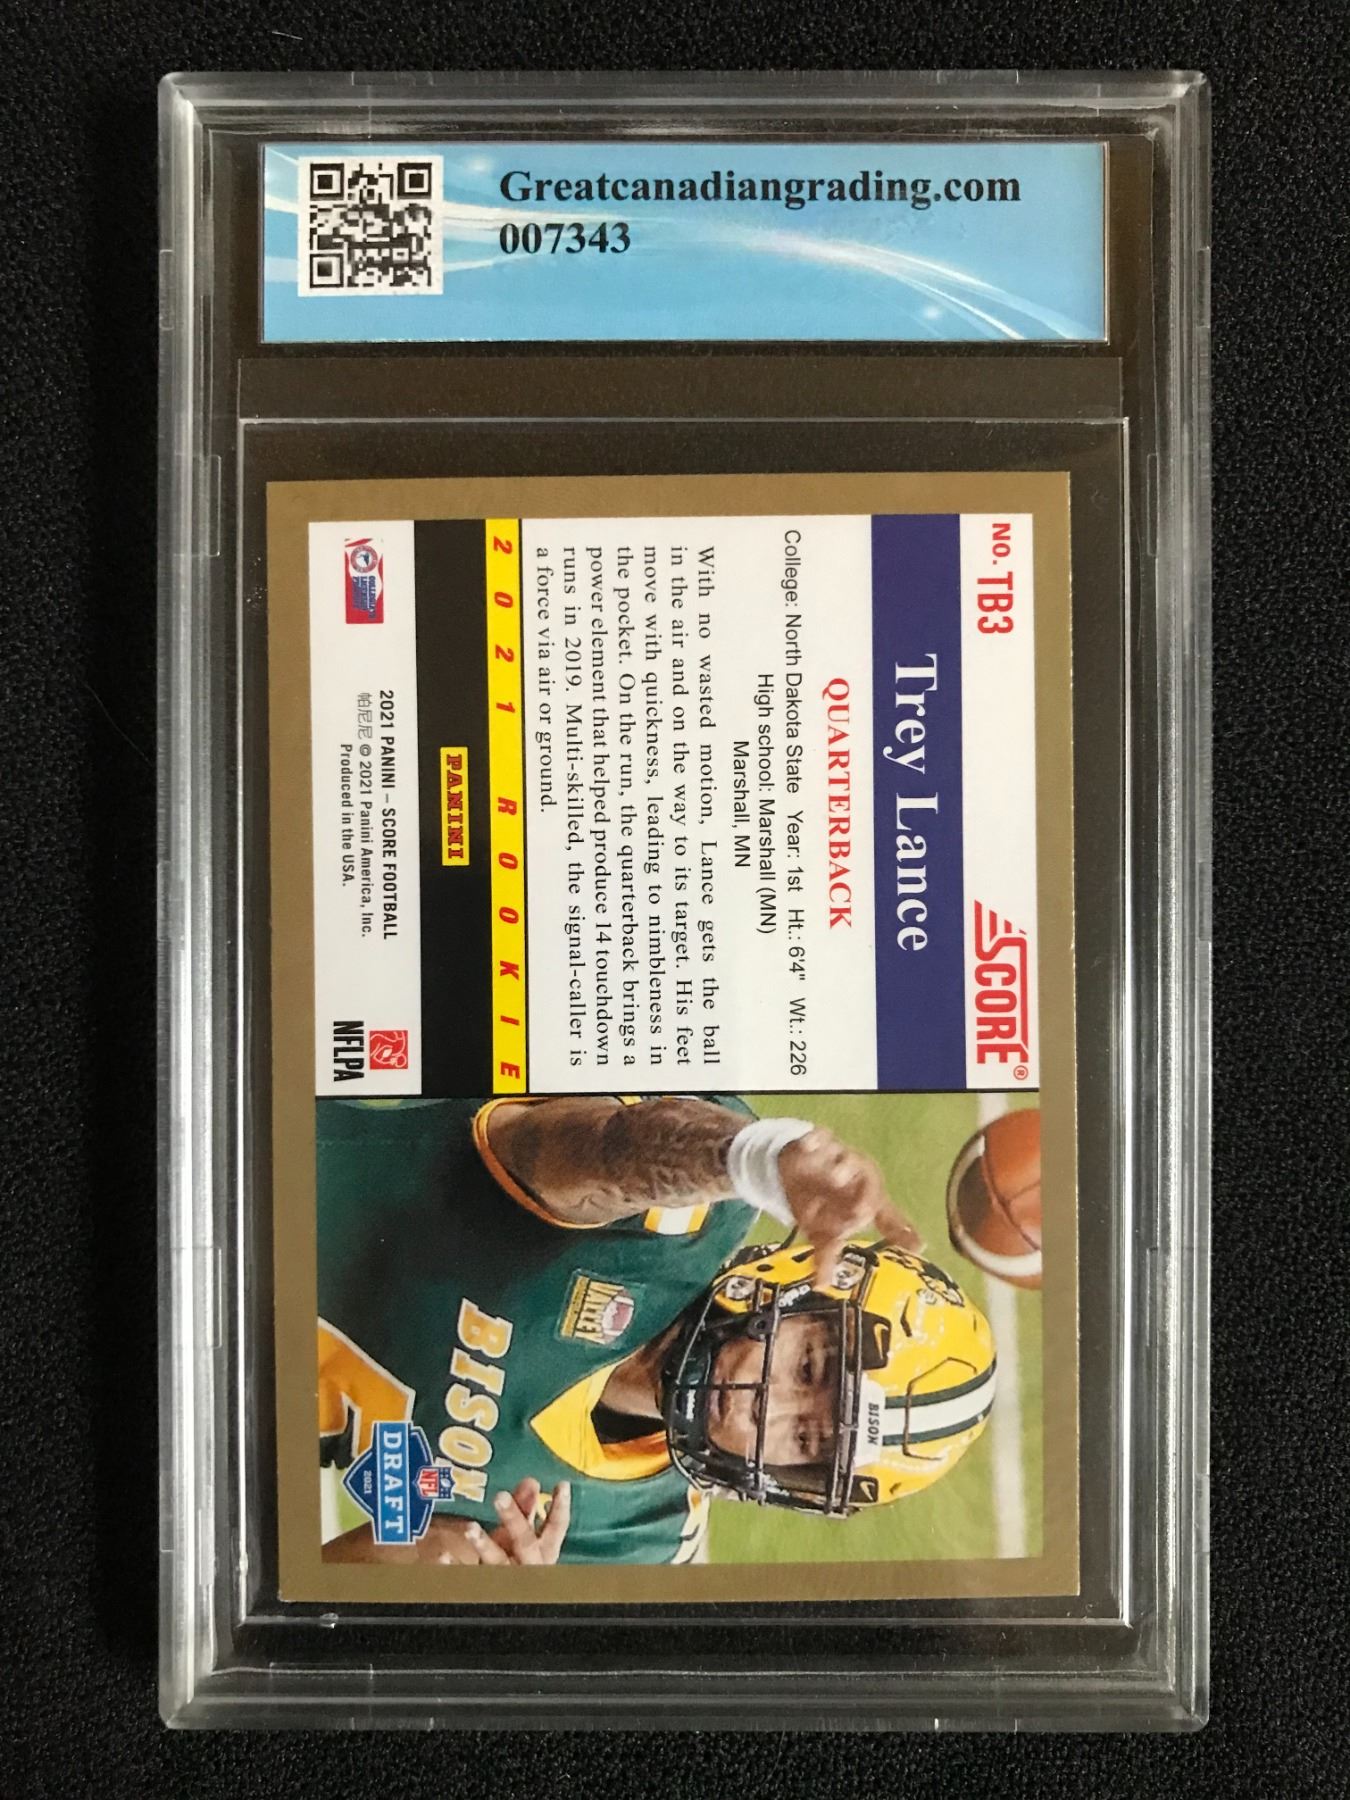 Greatcanadiangrading.com
007343
No. TB3
SCORE®
Trey Lance
QUARTERBACK
College: North Dakota State Year: 1st Ht.: 6'4" Wt.: 226
High school: Marshall (MN)
Marshall, MN
With no wasted motion, Lance gets the ball
in the air and on the way to its target. His feet
move with quickness, leading to nimbleness in
the pocket. On the run, the quarterback brings a
power element that helped produce 14 touchdown
runs in 2019. Multi-skilled, the signal-caller is
a force via air or ground.
2021 ROOKIE
PANINI
2021 PANINI – SCORE FOOTBALL
帕尼尼 © 2021 Panini America, Inc.
Produced in the USA.
NFLPA
BISON
VALLEY
BISON
NFL
DRAFT
2021